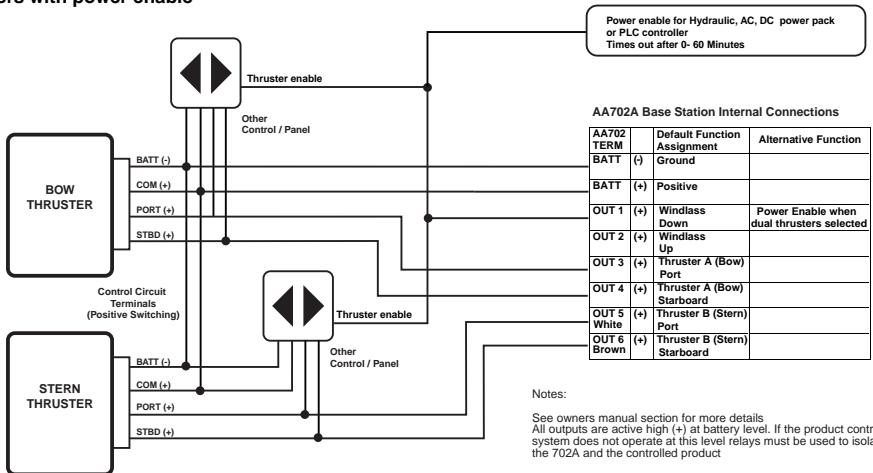 ers with power enable
Power enable for Hydraulic, AC, DC power pack
or PLC controller
Times out after 0- 60 Minutes
Thruster enable
Other
Control / Panel
AA702A Base Station Internal Connections
AA702 TERM Default Function Assignment Alternative Function
BATT (-) Ground
BATT (+) Positive
OUT 1 (+) Windlass Down Power Enable when dual thrusters selected
OUT 2 (+) Windlass Up
OUT 3 (+) Thruster A (Bow) Port
OUT 4 (+) Thruster A (Bow) Starboard
OUT 5 White (+) Thruster B (Stern) Port
OUT 6 Brown (+) Thruster B (Stern) Starboard
BOW
THRUSTER
BATT (-)
COM (+)
PORT (+)
STBD (+)
Control Circuit
Terminals
(Positive Switching)
Thruster enable
Other
Control / Panel
STERN
THRUSTER
BATT (-)
COM (+)
PORT (+)
STBD (+)
Notes:
See owners manual section for more details
All outputs are active high (+) at battery level. If the product contr
system does not operate at this level relays must be used to isola
the 702A and the controlled product